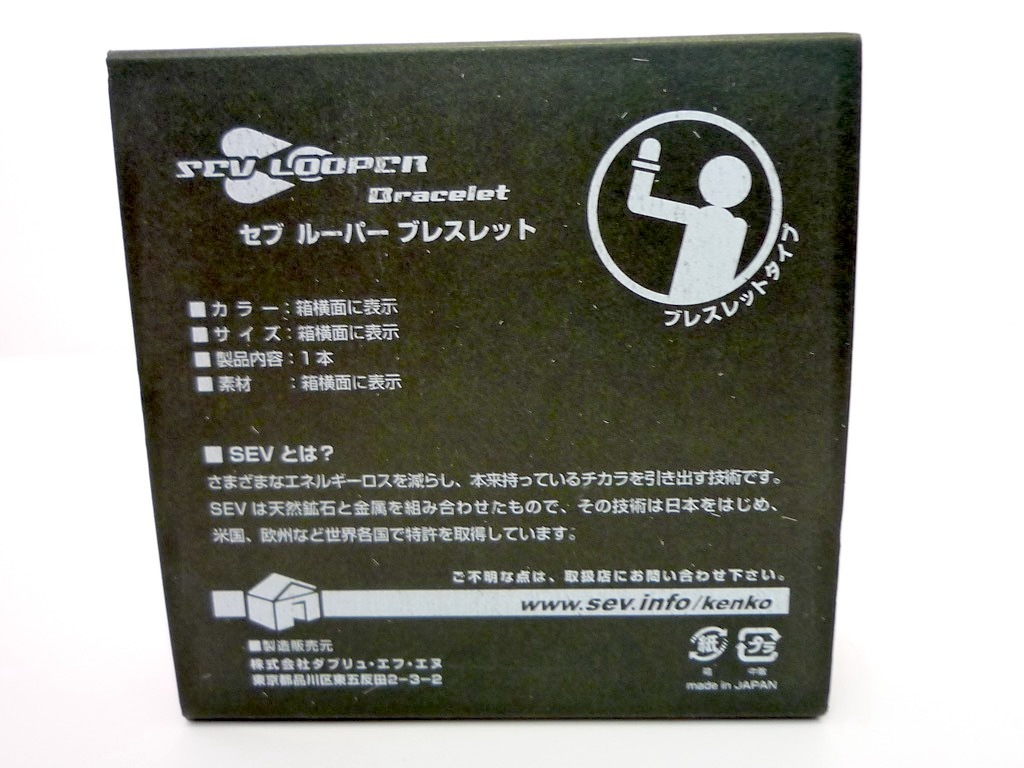 SEV LOOPER
Bracelet
セブ ルーパー ブレスレット
ブレスレットタイプ
■カラー：箱横面に表示
■サイズ：箱横面に表示
■製品内容：1本
■素材　　：箱横面に表示
■SEVとは？
さまざまなエネルギーロスを減らし、本来持っているチカラを引き出す技術です。
SEVは天然鉱石と金属を組み合わせたもので、その技術は日本をはじめ、
米国、欧州など世界各国で特許を取得しています。
ご不明な点は、取扱店にお問い合わせ下さい。
www.sev.info/kenko
■製造販売元
株式会社ダブリュ・エフ・エヌ
東京都品川区東五反田2-3-2
紙 プラ
箱
made in JAPAN